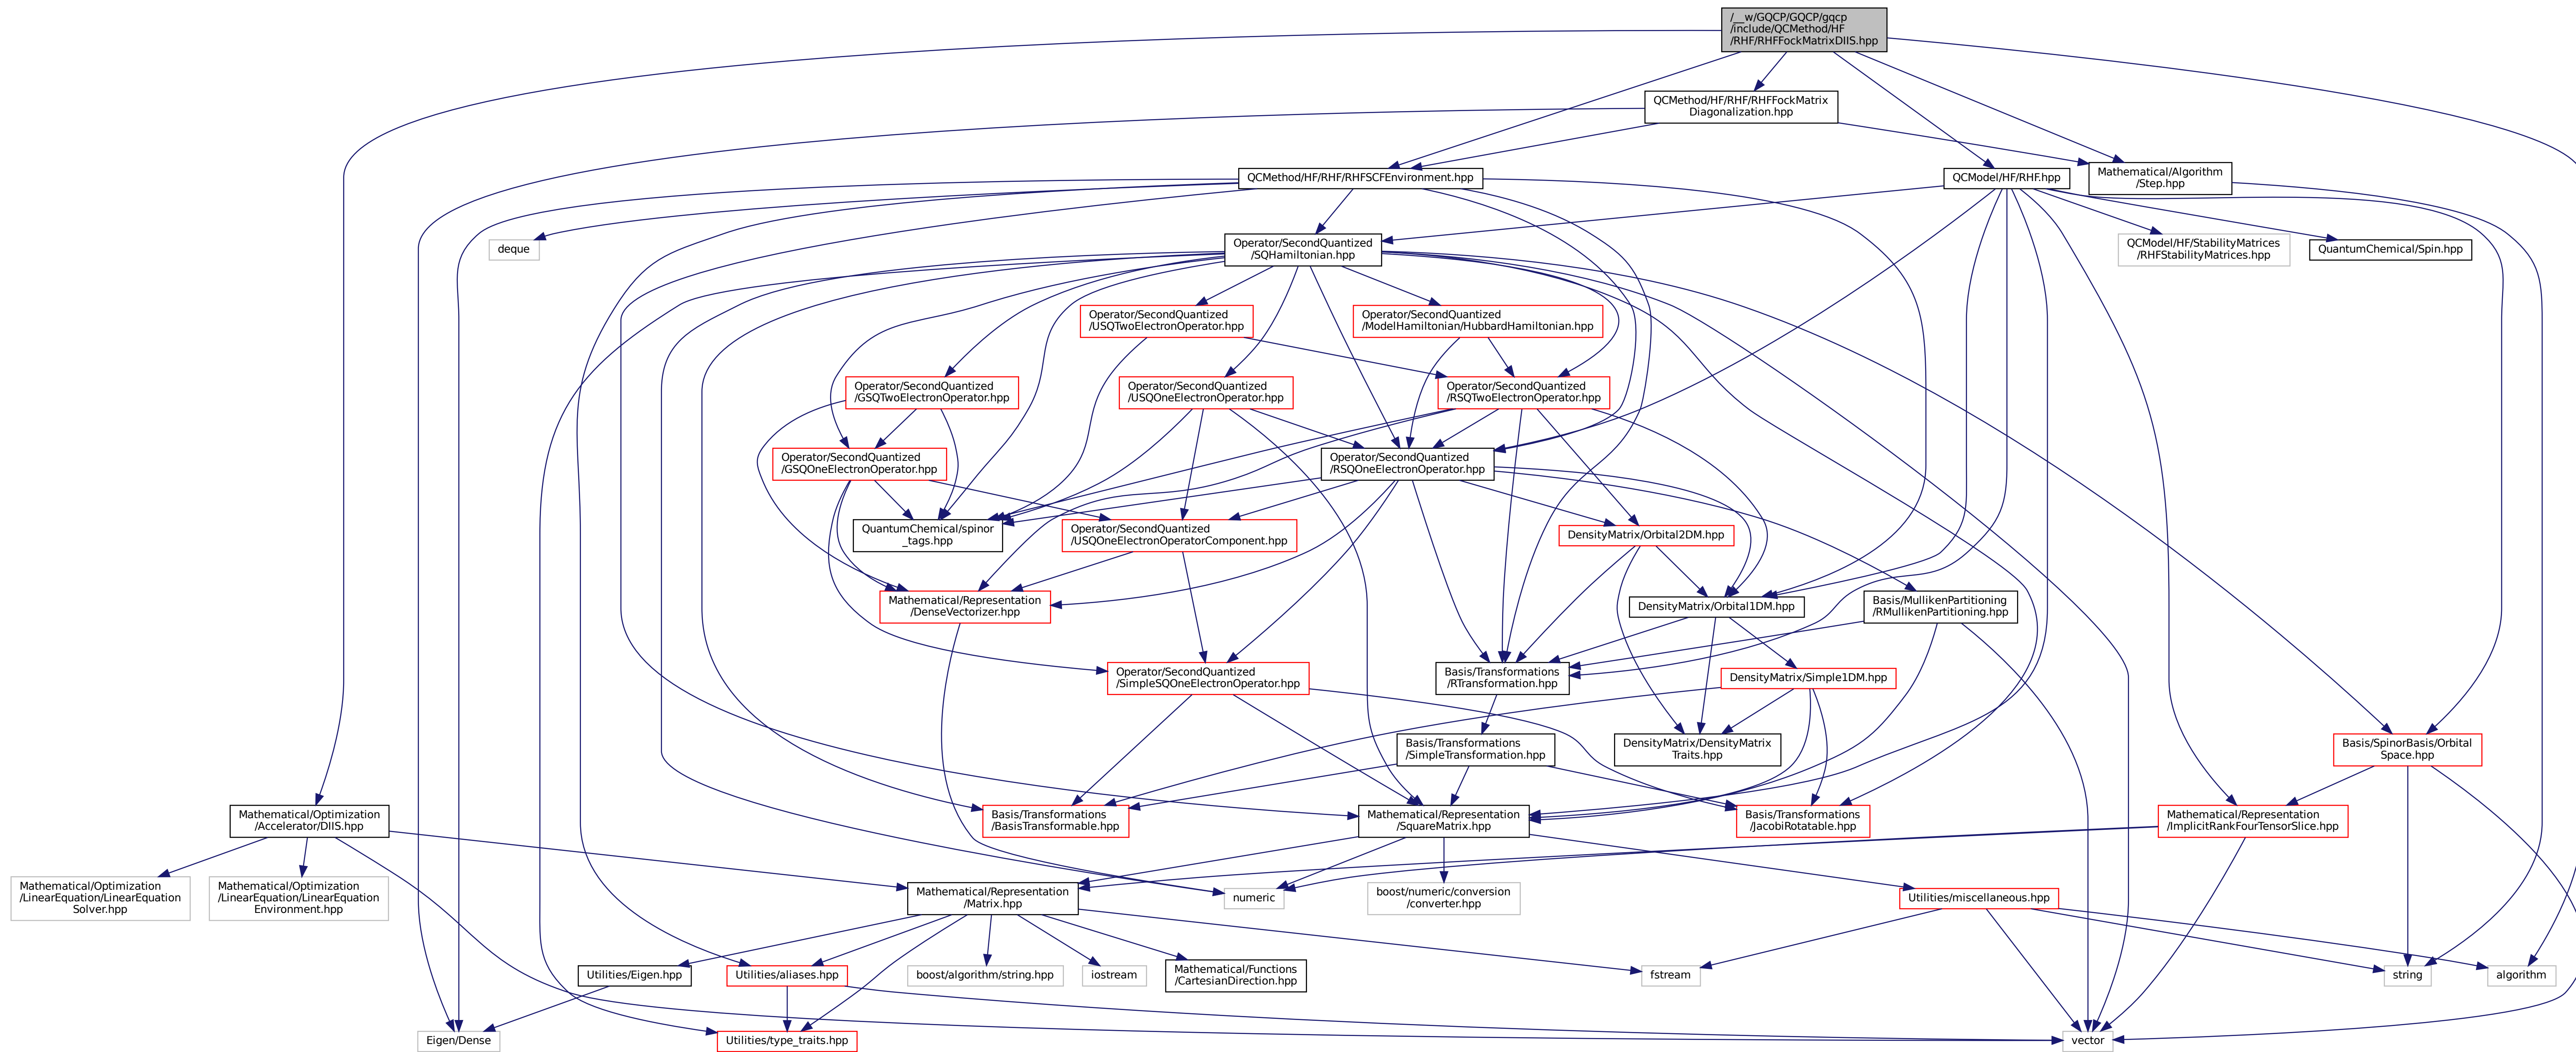 /__w/GQCP/GQCP/gqcp
/include/QCMethod/HF
/RHF/RHFFockMatrixDIIS.hpp
QCMethod/HF/RHF/RHFFockMatrix
Diagonalization.hpp
QCMethod/HF/RHF/RHFSCFEnvironment.hpp
QCModel/HF/RHF.hpp
Mathematical/Algorithm
/Step.hpp
deque
Operator/SecondQuantized
/SQHamiltonian.hpp
QCModel/HF/StabilityMatrices
/RHFStabilityMatrices.hpp
QuantumChemical/Spin.hpp
Operator/SecondQuantized
/USQTwoElectronOperator.hpp
Operator/SecondQuantized
/ModelHamiltonian/HubbardHamiltonian.hpp
Operator/SecondQuantized
/GSQTwoElectronOperator.hpp
Operator/SecondQuantized
/USQOneElectronOperator.hpp
Operator/SecondQuantized
/RSQTwoElectronOperator.hpp
Operator/SecondQuantized
/GSQOneElectronOperator.hpp
Operator/SecondQuantized
/RSQOneElectronOperator.hpp
QuantumChemical/spinor
_tags.hpp
Operator/SecondQuantized
/USQOneElectronOperatorComponent.hpp
DensityMatrix/Orbital2DM.hpp
Mathematical/Representation
/DenseVectorizer.hpp
DensityMatrix/Orbital1DM.hpp
Basis/MullikenPartitioning
/RMullikenPartitioning.hpp
Operator/SecondQuantized
/SimpleSQOneElectronOperator.hpp
Basis/Transformations
/RTransformation.hpp
DensityMatrix/Simple1DM.hpp
Basis/Transformations
/SimpleTransformation.hpp
DensityMatrix/DensityMatrix
Traits.hpp
Basis/SpinorBasis/Orbital
Space.hpp
Mathematical/Optimization
/Accelerator/DIIS.hpp
Basis/Transformations
/BasisTransformable.hpp
Mathematical/Representation
/SquareMatrix.hpp
Basis/Transformations
/JacobiRotatable.hpp
Mathematical/Representation
/ImplicitRankFourTensorSlice.hpp
Mathematical/Optimization
/LinearEquation/LinearEquation
Solver.hpp
Mathematical/Optimization
/LinearEquation/LinearEquation
Environment.hpp
Mathematical/Representation
/Matrix.hpp
numeric
boost/numeric/conversion
/converter.hpp
Utilities/miscellaneous.hpp
Utilities/Eigen.hpp
Utilities/aliases.hpp
boost/algorithm/string.hpp
iostream
Mathematical/Functions
/CartesianDirection.hpp
fstream
string
algorithm
Eigen/Dense
Utilities/type_traits.hpp
vector